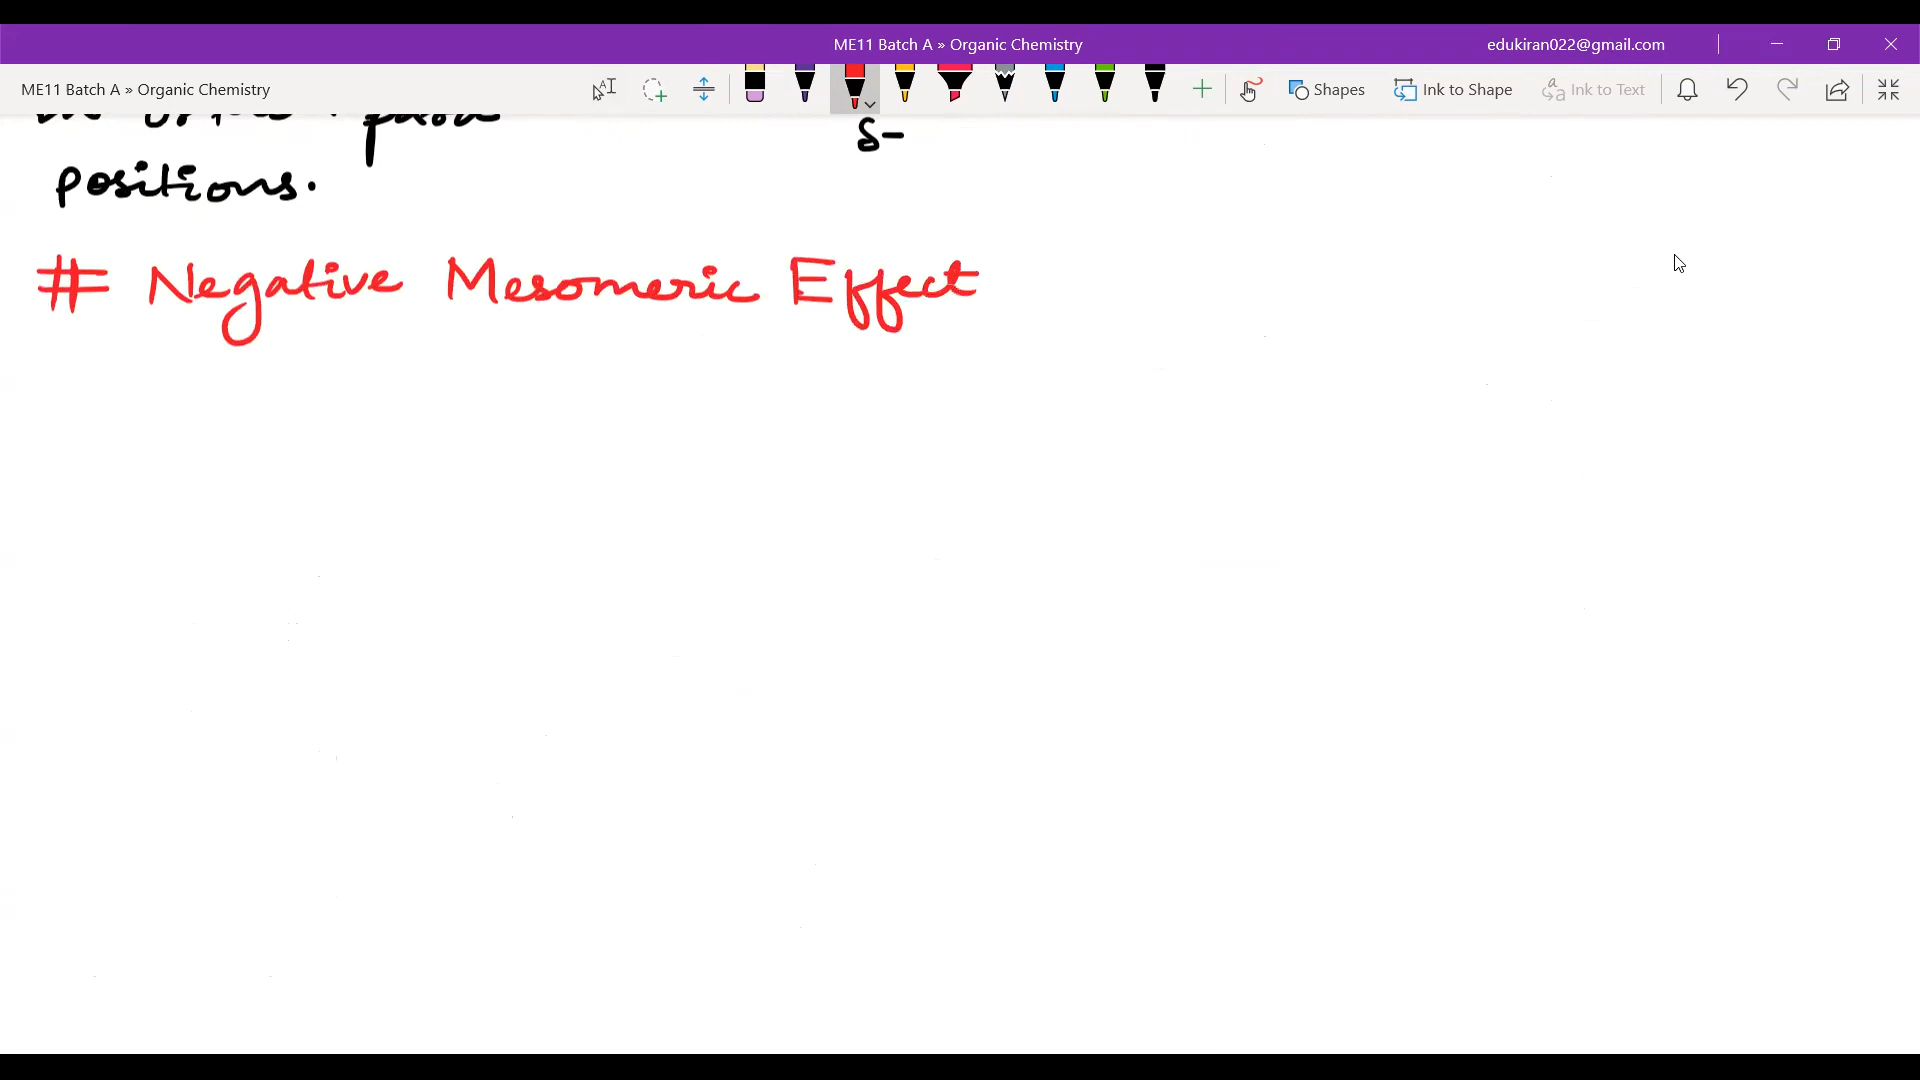 ME11 Batch A » Organic Chemistry edukiran022@gmail.com
ME11 Batch A » Organic Chemistry Shapes Ink to Shape Ink to Text
para δ-
positions.
# Negative Mesomeric Effect